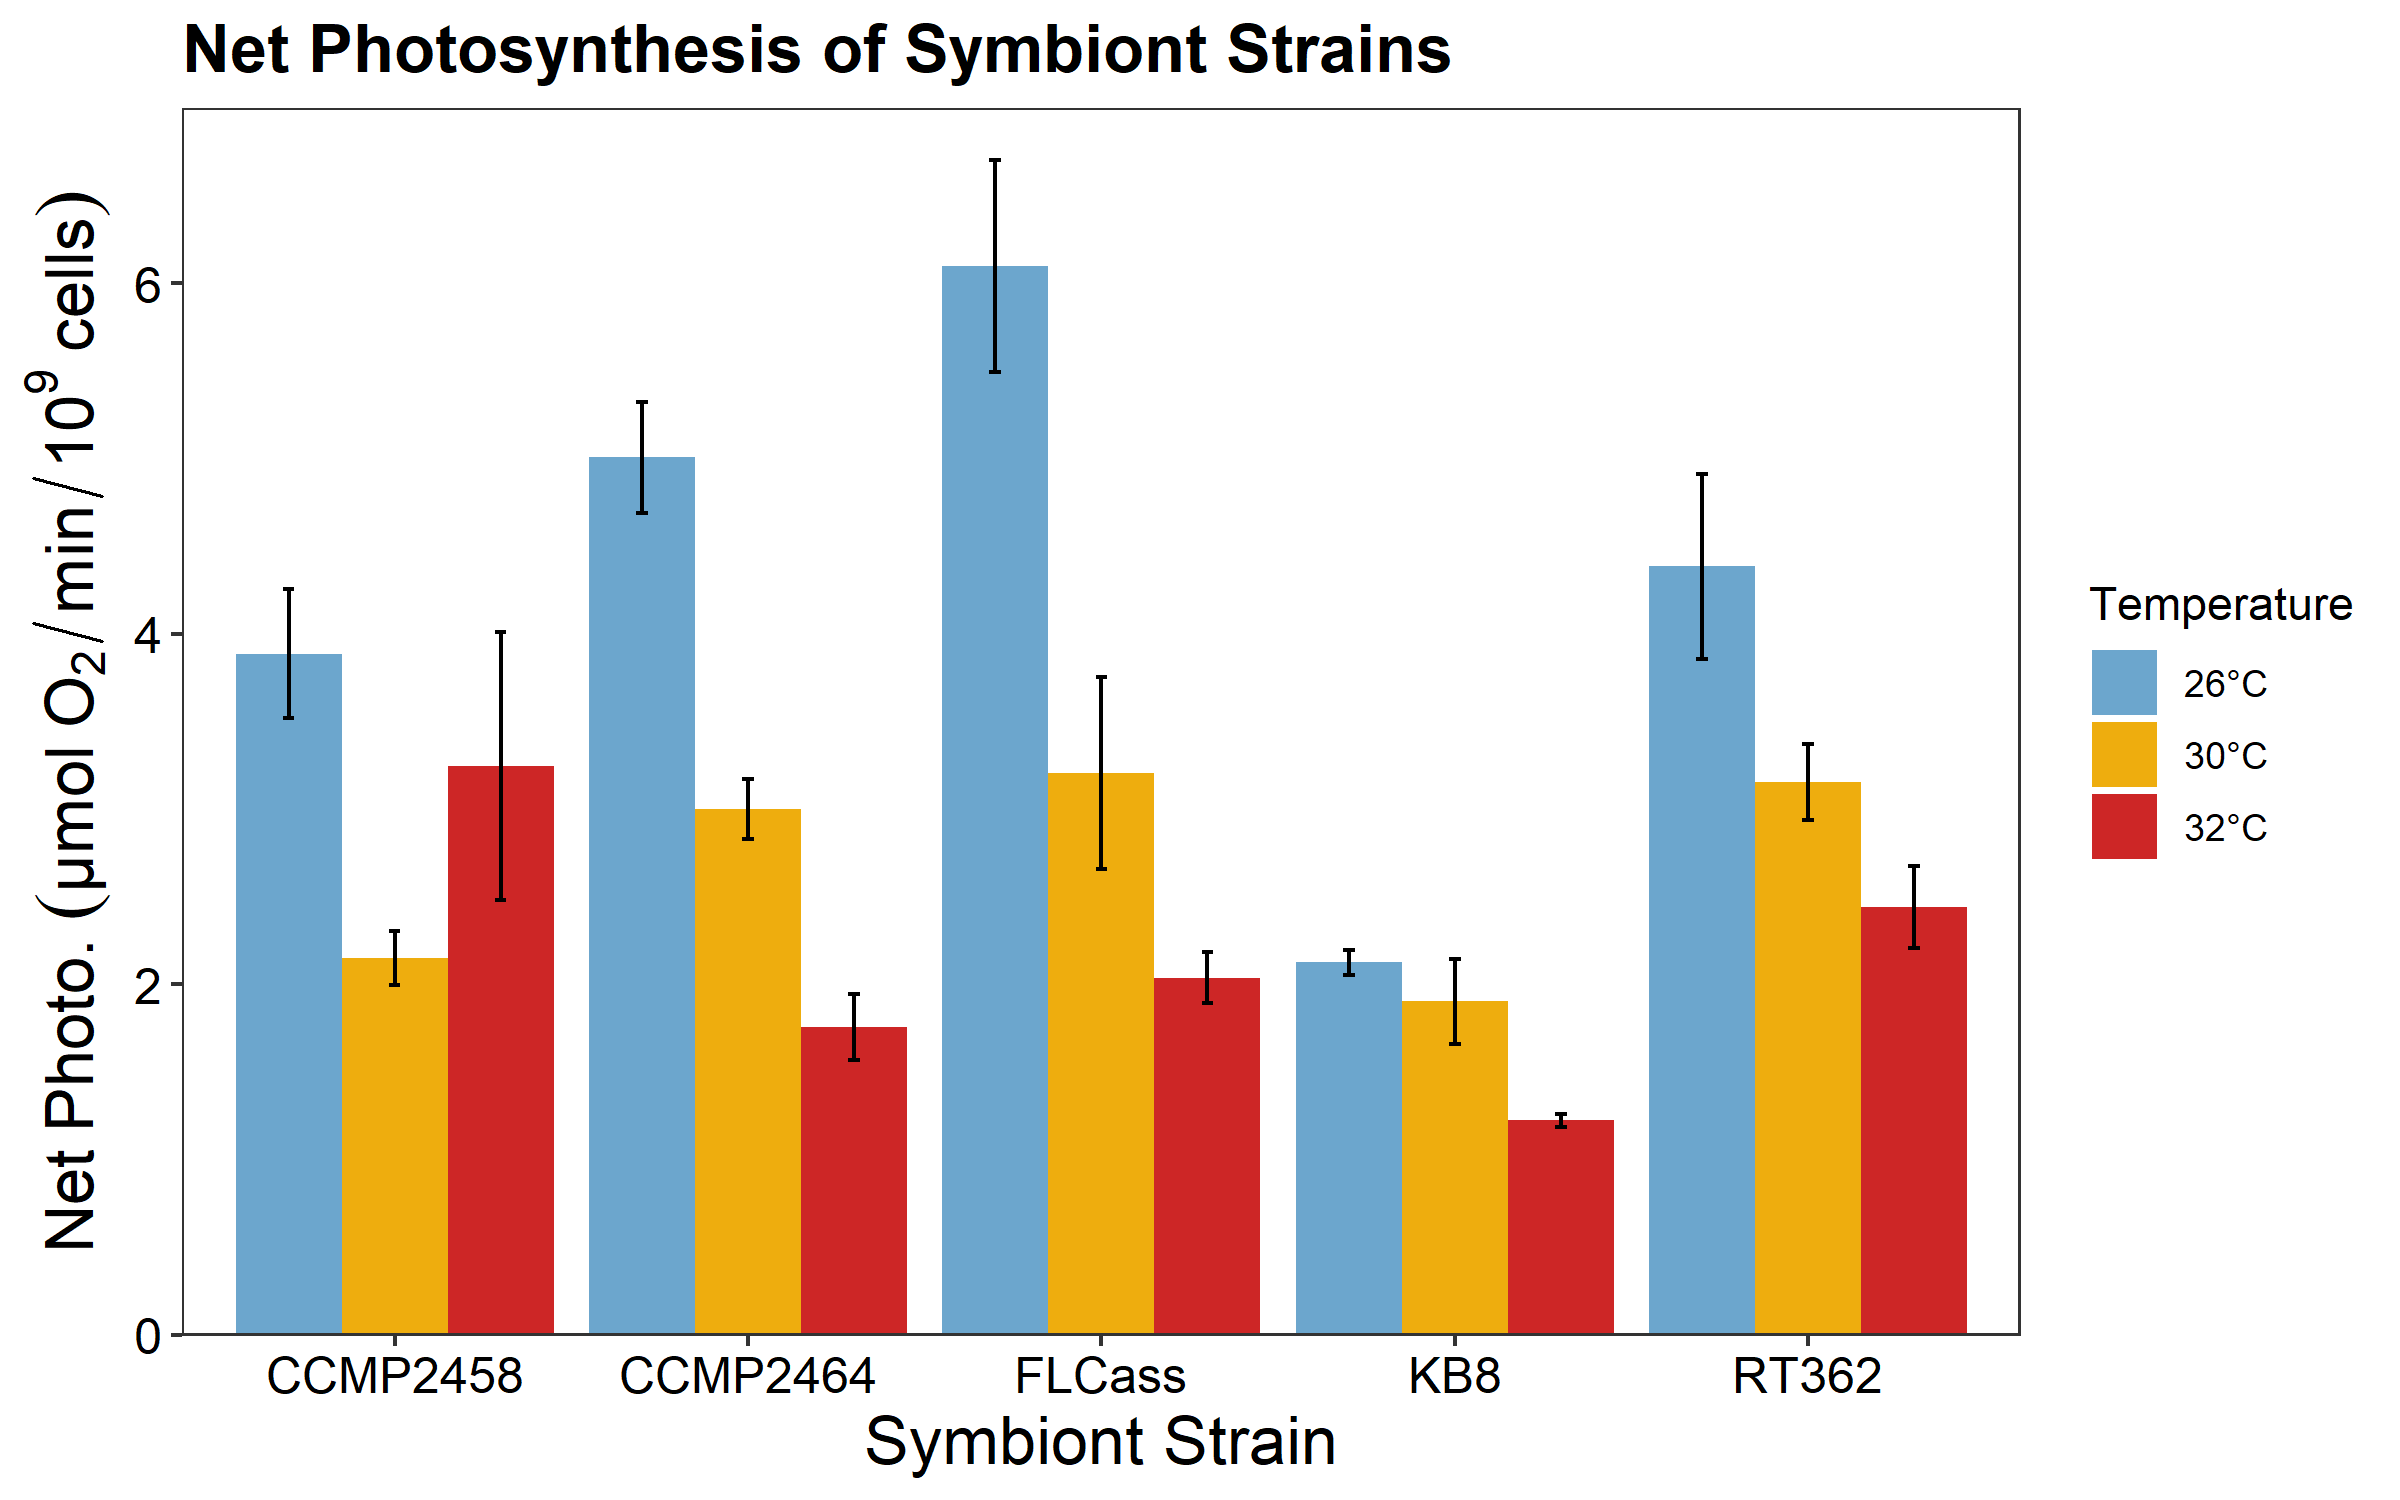 Net Photosynthesis of Symbiont Strains
Net Photo. (μmol O₂/min/10⁹ cells)
6
4
2
0
CCMP2458 CCMP2464 FLCass KB8 RT362
Symbiont Strain
Temperature
26°C
30°C
32°C